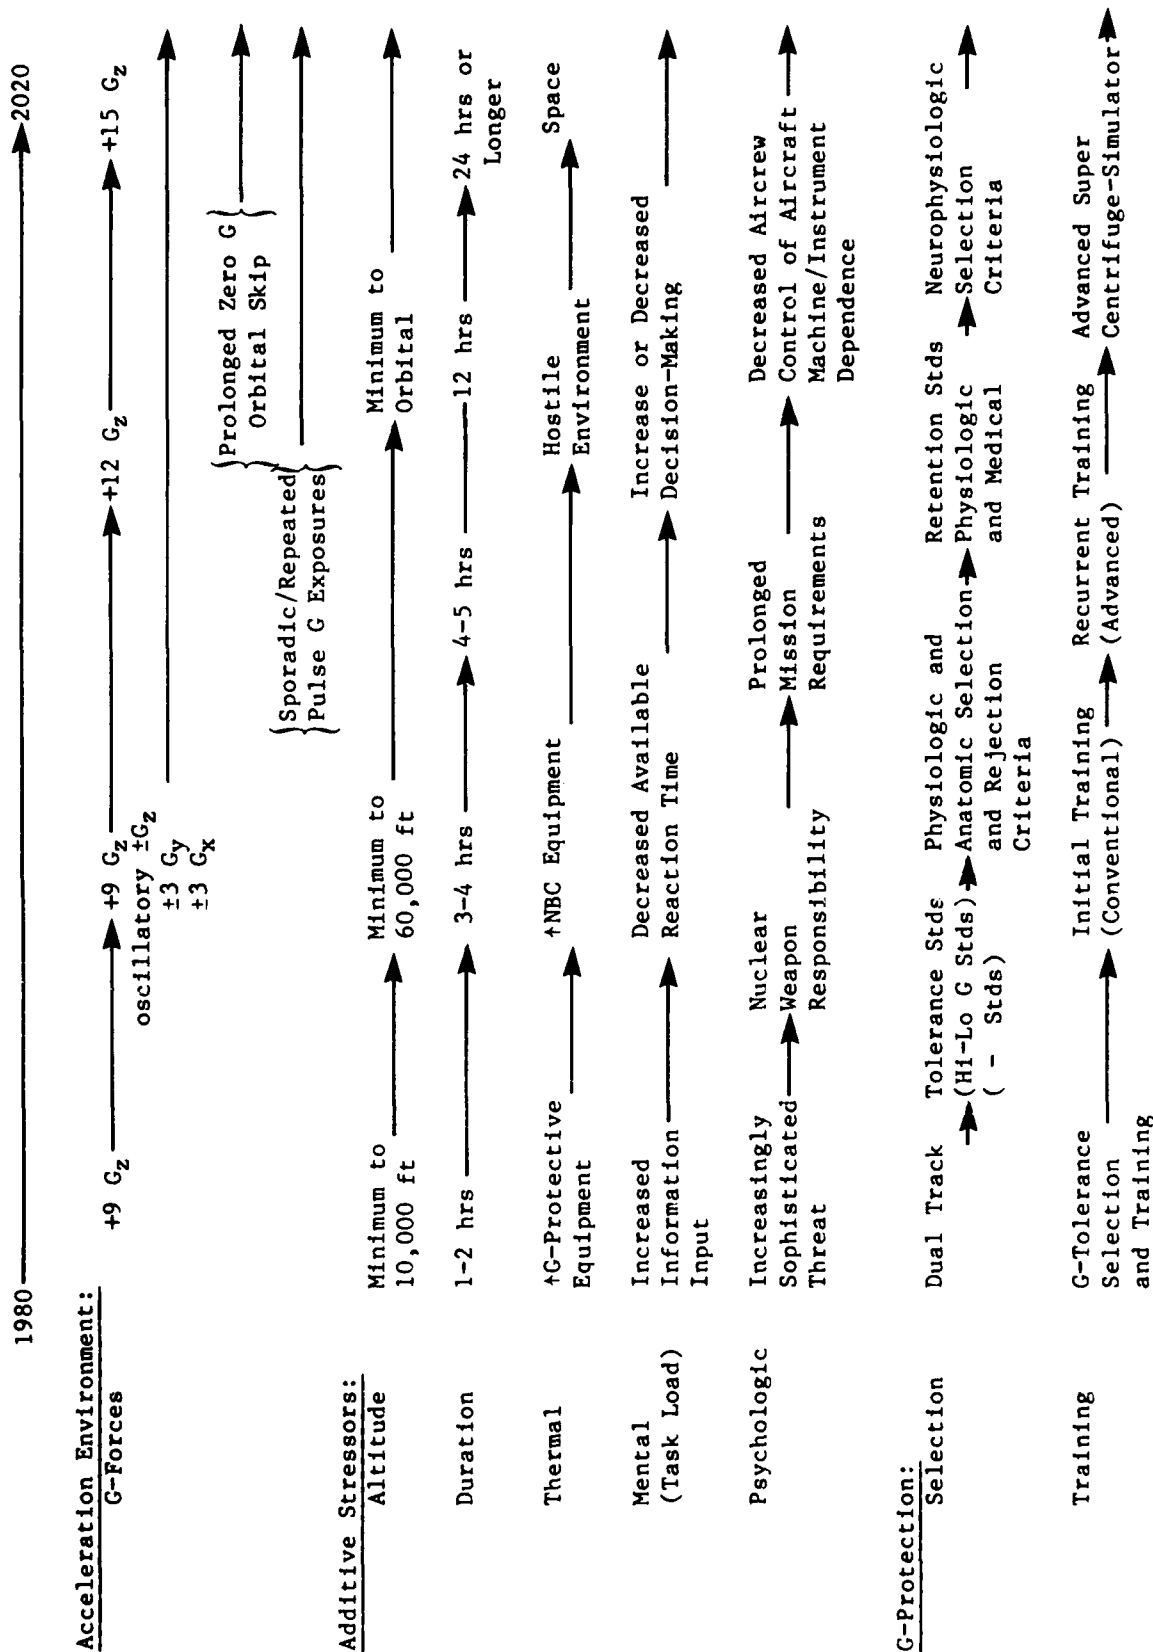 1980 2020
Acceleration Environment:
G-Forces
+9 Gz +9 Gz +12 Gz +15 Gz
oscillatory ±Gz
±3 Gy
±3 Gx
Prolonged Zero G
Orbital Skip
Sporadic/Repeated
Pulse G Exposures
Additive Stressors:
Altitude
Minimum to
10,000 ft
Minimum to
60,000 ft
Minimum to
Orbital
Duration
1-2 hrs 3-4 hrs 4-5 hrs 12 hrs 24 hrs or
Longer
Thermal
↑G-Protective
Equipment
↑NBC Equipment
Hostile
Environment
Space
Mental
(Task Load)
Increased
Information
Input
Decreased Available
Reaction Time
Increase or Decreased
Decision-Making
Psychologic
Increasingly
Sophisticated
Threat
Nuclear
Weapon
Responsibility
Prolonged
Mission
Requirements
Decreased Aircrew
Control of Aircraft
Machine/Instrument
Dependence
G-Protection:
Selection
Dual Track
Tolerance Stds
(Hi-Lo G Stds)
( - Stds)
Physiologic and
Anatomic Selection
and Rejection
Criteria
Retention Stds
Physiologic
and Medical
Neurophysiologic
Selection
Criteria
Training
G-Tolerance
Selection
and Training
Initial Training
(Conventional)
Recurrent Training
(Advanced)
Advanced Super
Centrifuge-Simulator